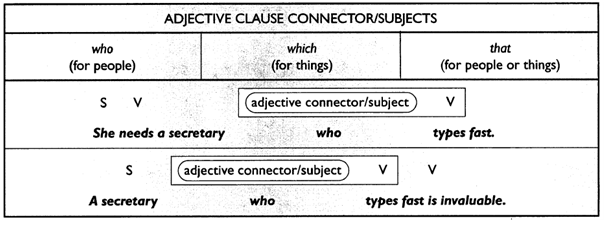 ADJECTIVE CLAUSE CONNECTOR/SUBJECTS
who which that
(for people) (for things) (for people or things)
S V adjective connector/subject V
She needs a secretary who types fast.
S adjective connector/subject V V
A secretary who types fast is invaluable.